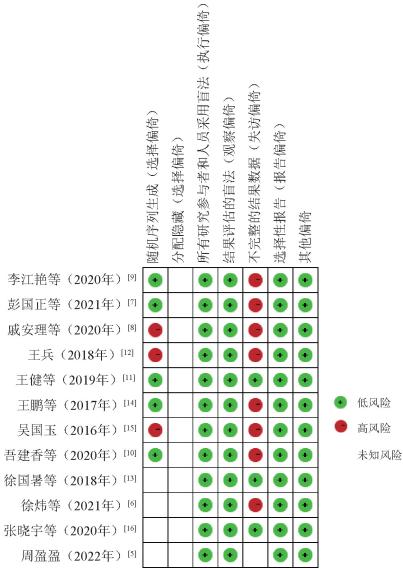 随机序列生成（选择偏倚）
分配隐藏（选择偏倚）
所有研究参与者和人员采用盲法（执行偏倚）
结果评估的盲法（观察偏倚）
不完整的结果数据（失访偏倚）
选择性报告（报告偏倚）
其他偏倚
李江艳等（2020年）[9]
彭国正等（2021年）[7]
戚安理等（2020年）[8]
王兵（2018年）[12]
王健等（2019年）[11]
王鹏等（2017年）[14]
吴国玉（2016年）[15]
吾建香等（2020年）[10]
徐国暑等（2018年）[13]
徐炜等（2021年）[6]
张晓宇等（2020年）[16]
周盈盈（2022年）[5]
低风险
高风险
未知风险